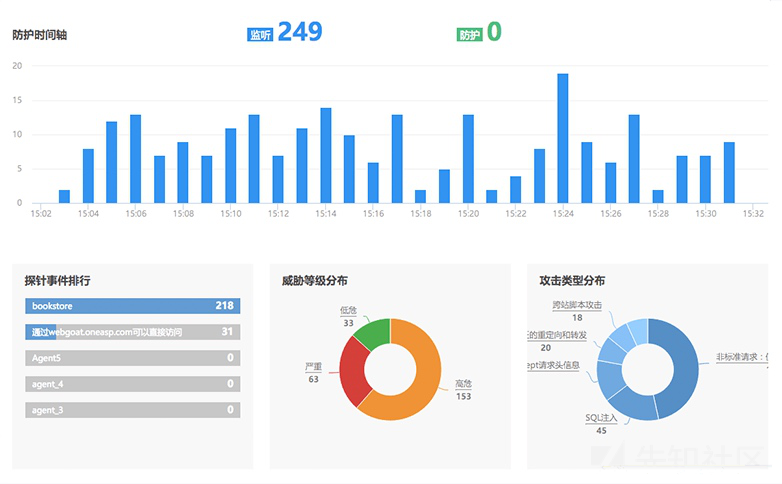 防护时间轴
监听 249
防护 0
20
15
10
5
0
15:02 15:04 15:06 15:08 15:10 15:12 15:14 15:16 15:18 15:20 15:22 15:24 15:26 15:28 15:30 15:32
探针事件排行
bookstore 218
通过webgoat.oneasp.com可以直接访问 31
Agent5 0
agent_4 0
agent_3 0
威胁等级分布
低危
33
严重
63
高危
153
攻击类型分布
跨站脚本攻击
18
的重定向和转发
20
ept请求头信息
非标准请求：
SQL注入
45
先知社区